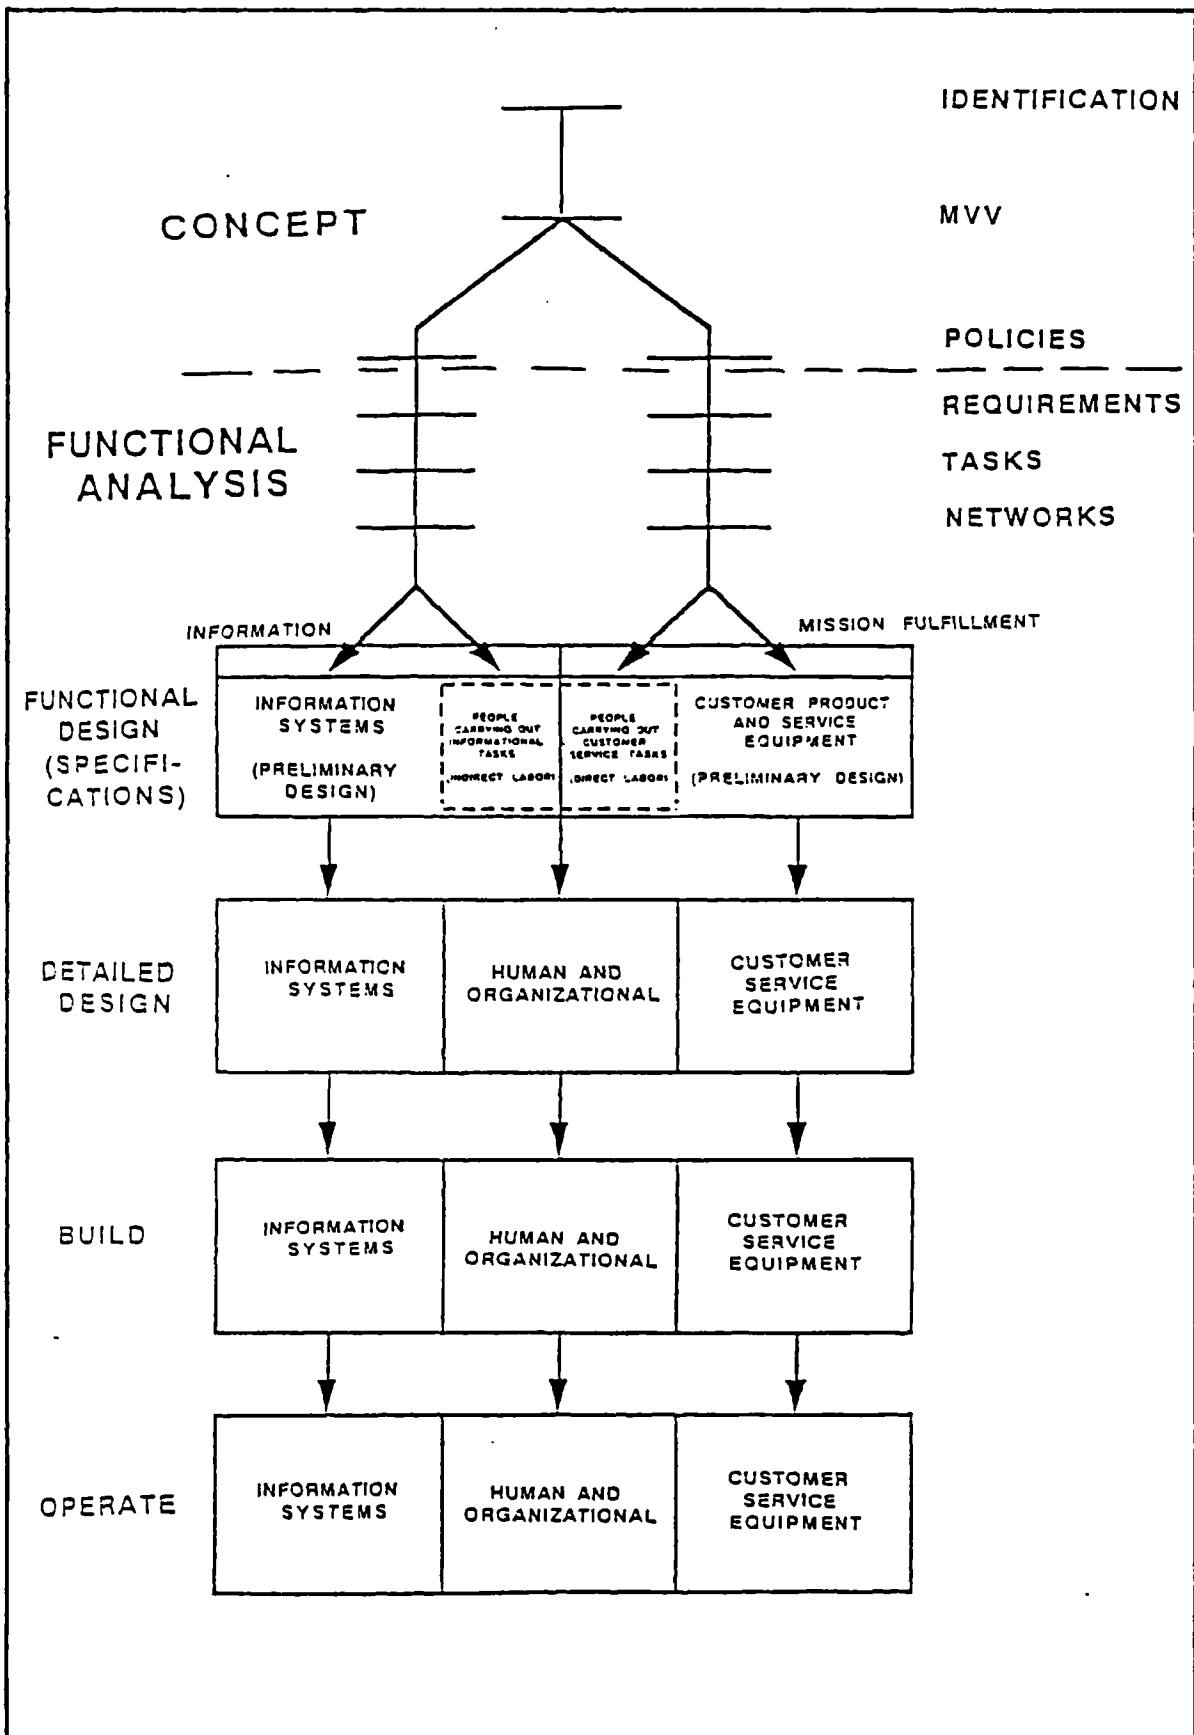 IDENTIFICATION
CONCEPT
MVV
POLICIES
REQUIREMENTS
FUNCTIONAL
ANALYSIS
TASKS
NETWORKS
INFORMATION
MISSION FULFILLMENT
FUNCTIONAL
DESIGN
(SPECIFI-
CATIONS)
INFORMATION
SYSTEMS
(PRELIMINARY
DESIGN)
PEOPLE
CARRYING OUT
INFORMATIONAL
TASKS
(INDIRECT LABOR)
PEOPLE
CARRYING OUT
CUSTOMER
SERVICE TASKS
(DIRECT LABOR)
CUSTOMER PRODUCT
AND SERVICE
EQUIPMENT
(PRELIMINARY DESIGN)
DETAILED
DESIGN
INFORMATION
SYSTEMS
HUMAN AND
ORGANIZATIONAL
CUSTOMER
SERVICE
EQUIPMENT
BUILD
INFORMATION
SYSTEMS
HUMAN AND
ORGANIZATIONAL
CUSTOMER
SERVICE
EQUIPMENT
OPERATE
INFORMATION
SYSTEMS
HUMAN AND
ORGANIZATIONAL
CUSTOMER
SERVICE
EQUIPMENT